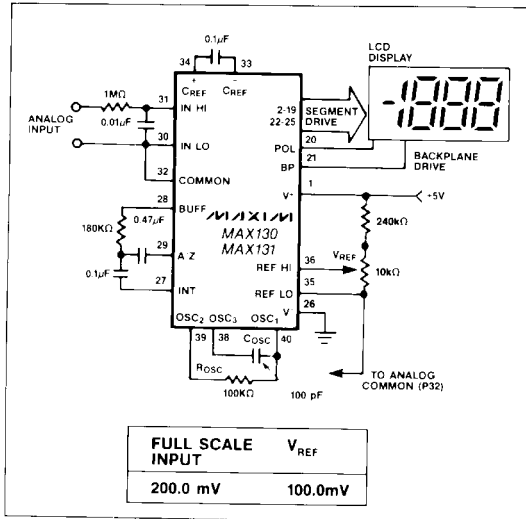 0.1µF
34 33
LCD
DISPLAY
+ −
CREF CREF
1MΩ
31
IN HI
2-19
22-25
SEGMENT
DRIVE
-1888
ANALOG
INPUT
0.01µF
30
IN LO
20
POL
21
BP
BACKPLANE
DRIVE
32
COMMON
1
V+
+5V
28
BUFF
0.47µF
180KΩ
MAXIM
MAX130
MAX131
240kΩ
29
A/Z
36
REF HI
VREF
10kΩ
0.1µF
27
INT
35
REF LO
V-
26
OSC2 OSC3 OSC1
39 38 COSC 40
ROSC
100KΩ
100 pF
TO ANALOG
COMMON (P32)
FULL SCALE VREF
INPUT
200.0 mV 100.0mV